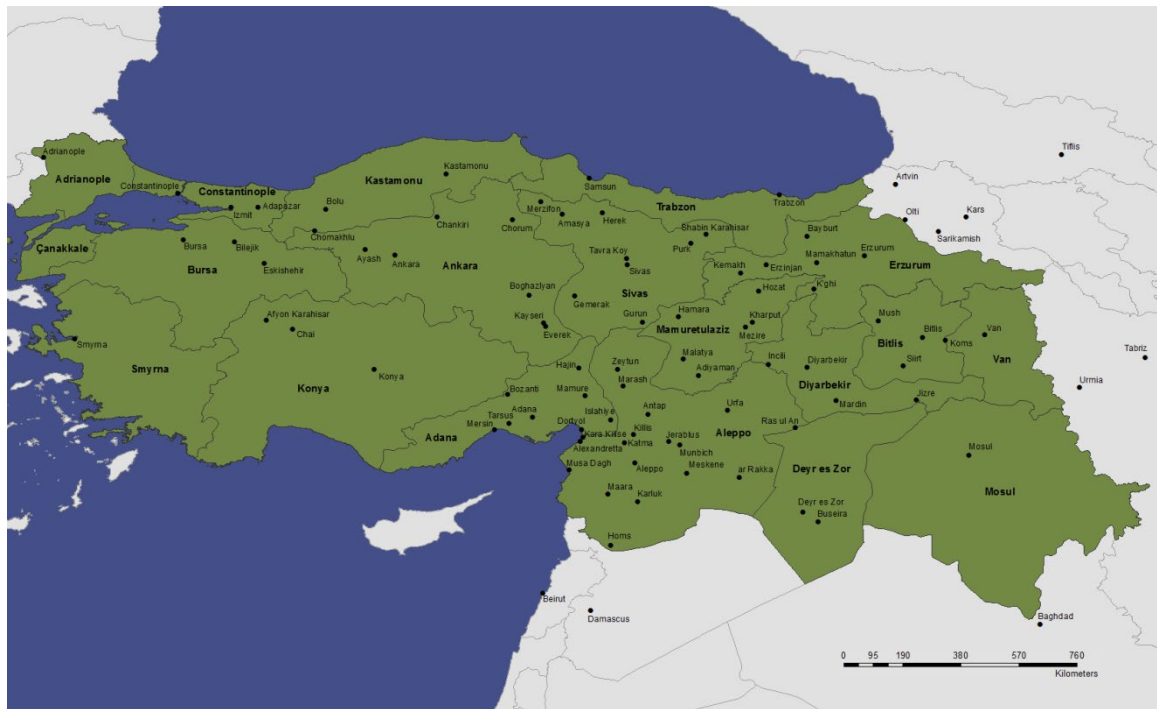 Tiflis
Adrianople
Artvin
Adrianople
Kastamonu
Constantinople
Constantinople
Kastamonu
Samsun
Trabzon
Adapazar
Izmit
Bolu
Merzifon
Amasya
Herek
Trabzon
Olti
Kars
Chankiri
Chorum
Shabin Karahisar
Bayburt
Sarikamish
Çanakkale
Bursa
Bilejik
Chomakhlu
Purk
Erzurum
Bursa
Eskishehir
Ayash
Ankara
Ankara
Tavra Koy
Sivas
Kemakh
Erzinjan
Mamakhatun
Erzurum
Boghazlyan
Gemerak
Sivas
Hozat
K'ghi
Afyon Karahisar
Chai
Kayseri
Everek
Gurun
Hamara
Mamuretulaziz
Kharput
Mezire
Mush
Bitlis
Koms
Van
Smyrna
Bitlis
Van
Tabriz
Smyrna
Konya
Konya
Hajin
Zeytun
Malatya
Incili
Diyarbekir
Siirt
Urmia
Bozanti
Mamure
Marash
Adiyaman
Diyarbekir
Mardin
Jizre
Tarsus
Adana
Mersin
Islahiye
Antap
Urfa
Dortyol
Adana
Kara Kilise
Killis
Aleppo
Ras ul An
Alexandretta
Katma
Jerablus
Munbich
Mosul
Musa Dagh
Aleppo
Meskene
ar Rakka
Deyr es Zor
Mosul
Maara
Karluk
Deyr es Zor
Buseira
Homs
Beirut
Damascus
Baghdad
0 95 190 380 570 760
Kilometers